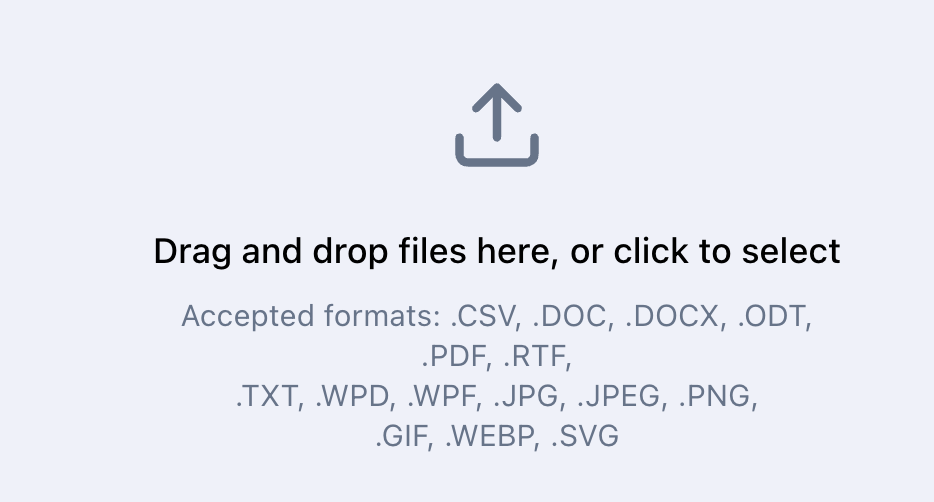 Drag and drop files here, or click to select
Accepted formats: .CSV, .DOC, .DOCX, .ODT,
.PDF, .RTF,
.TXT, .WPD, .WPF, .JPG, .JPEG, .PNG,
.GIF, .WEBP, .SVG